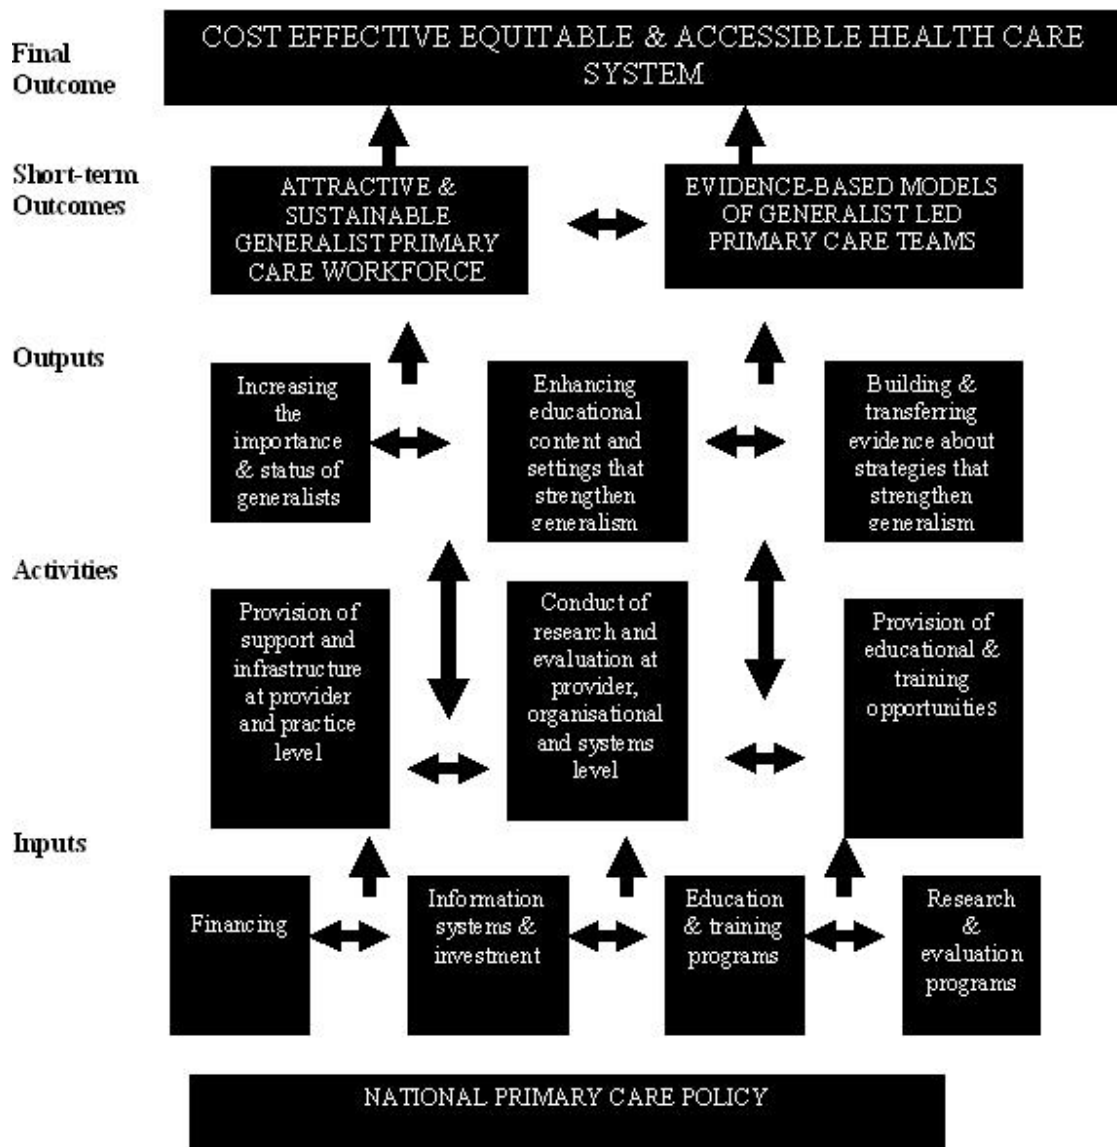 Final
Outcome
COST EFFECTIVE EQUITABLE & ACCESSIBLE HEALTH CARE
SYSTEM
Short-term
Outcomes
ATTRACTIVE &
SUSTAINABLE
GENERALIST PRIMARY
CARE WORKFORCE
EVIDENCE-BASED MODELS
OF GENERALIST LED
PRIMARY CARE TEAMS
Outputs
Increasing
the
importance
& status of
generalists
Enhancing
educational
content and
settings that
strengthen
generalism
Building &
transferring
evidence about
strategies that
strengthen
generalism
Activities
Provision of
support and
infrastructure
at provider
and practice
level
Conduct of
research and
evaluation at
provider,
organisational
and systems
level
Provision of
educational &
training
opportunities
Inputs
Financing
Information
systems &
investment
Education
& training
programs
Research
&
evaluation
programs
NATIONAL PRIMARY CARE POLICY